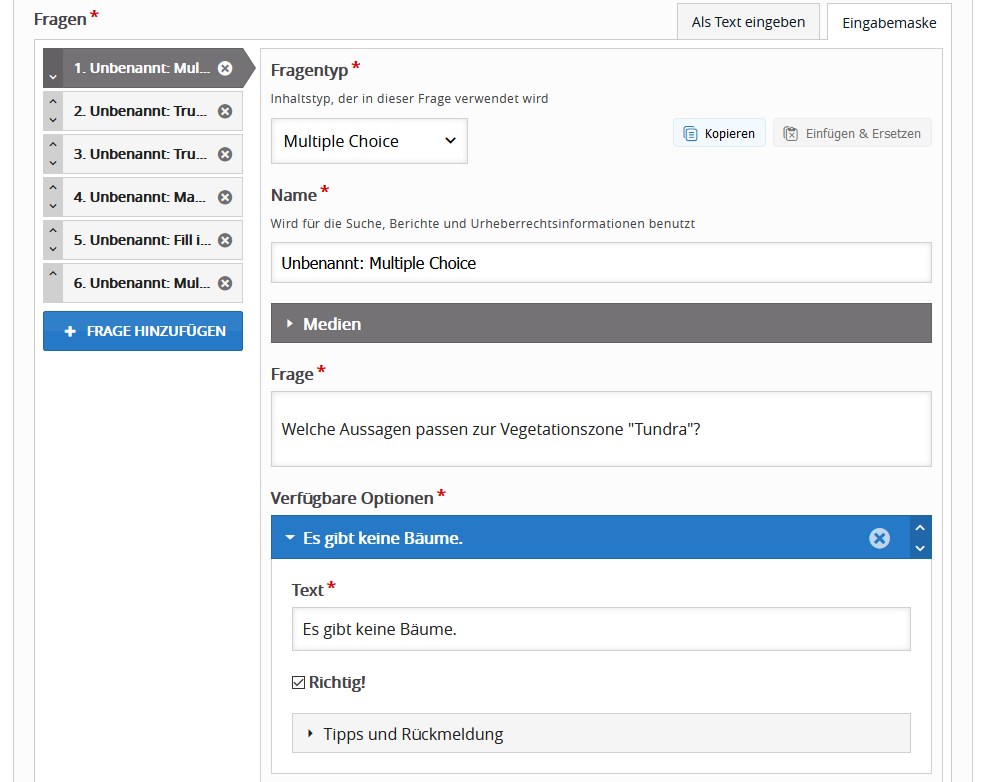 Fragen *
Als Text eingeben
Eingabemaske
1. Unbenannt: Mul...
2. Unbenannt: Tru...
3. Unbenannt: Tru...
4. Unbenannt: Ma...
5. Unbenannt: Fill i...
6. Unbenannt: Mul...
+ FRAGE HINZUFÜGEN
Fragentyp *
Inhaltstyp, der in dieser Frage verwendet wird
Multiple Choice
Kopieren
Einfügen & Ersetzen
Name *
Wird für die Suche, Berichte und Urheberrechtsinformationen benutzt
Unbenannt: Multiple Choice
Medien
Frage *
Welche Aussagen passen zur Vegetationszone "Tundra"?
Verfügbare Optionen *
Es gibt keine Bäume.
Text *
Es gibt keine Bäume.
Richtig!
Tipps und Rückmeldung